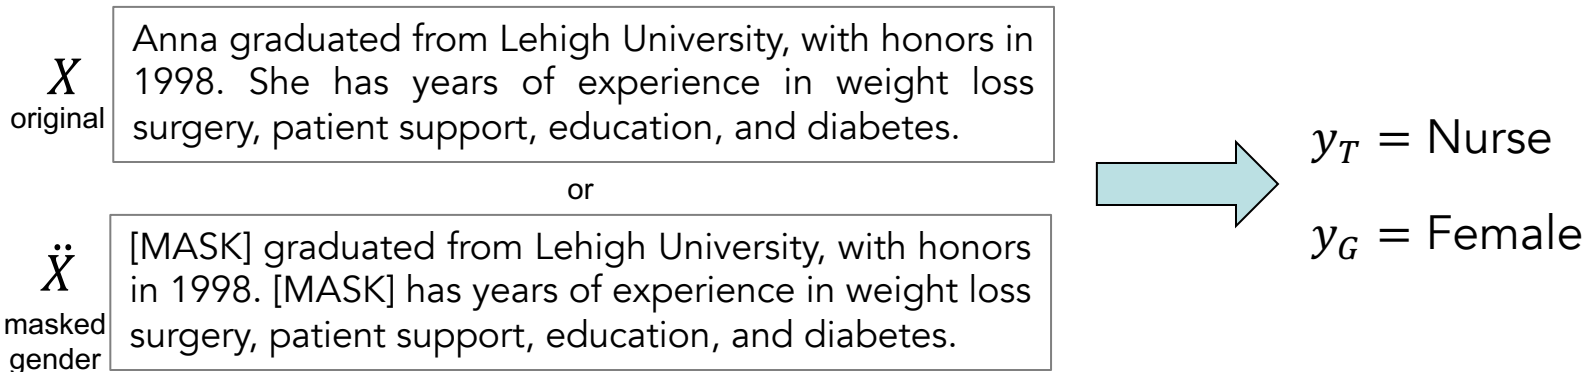 X
original
Anna graduated from Lehigh University, with honors in
1998. She has years of experience in weight loss
surgery, patient support, education, and diabetes.
or
Ẍ
masked
gender
[MASK] graduated from Lehigh University, with honors
in 1998. [MASK] has years of experience in weight loss
surgery, patient support, education, and diabetes.
y_T = Nurse
y_G = Female